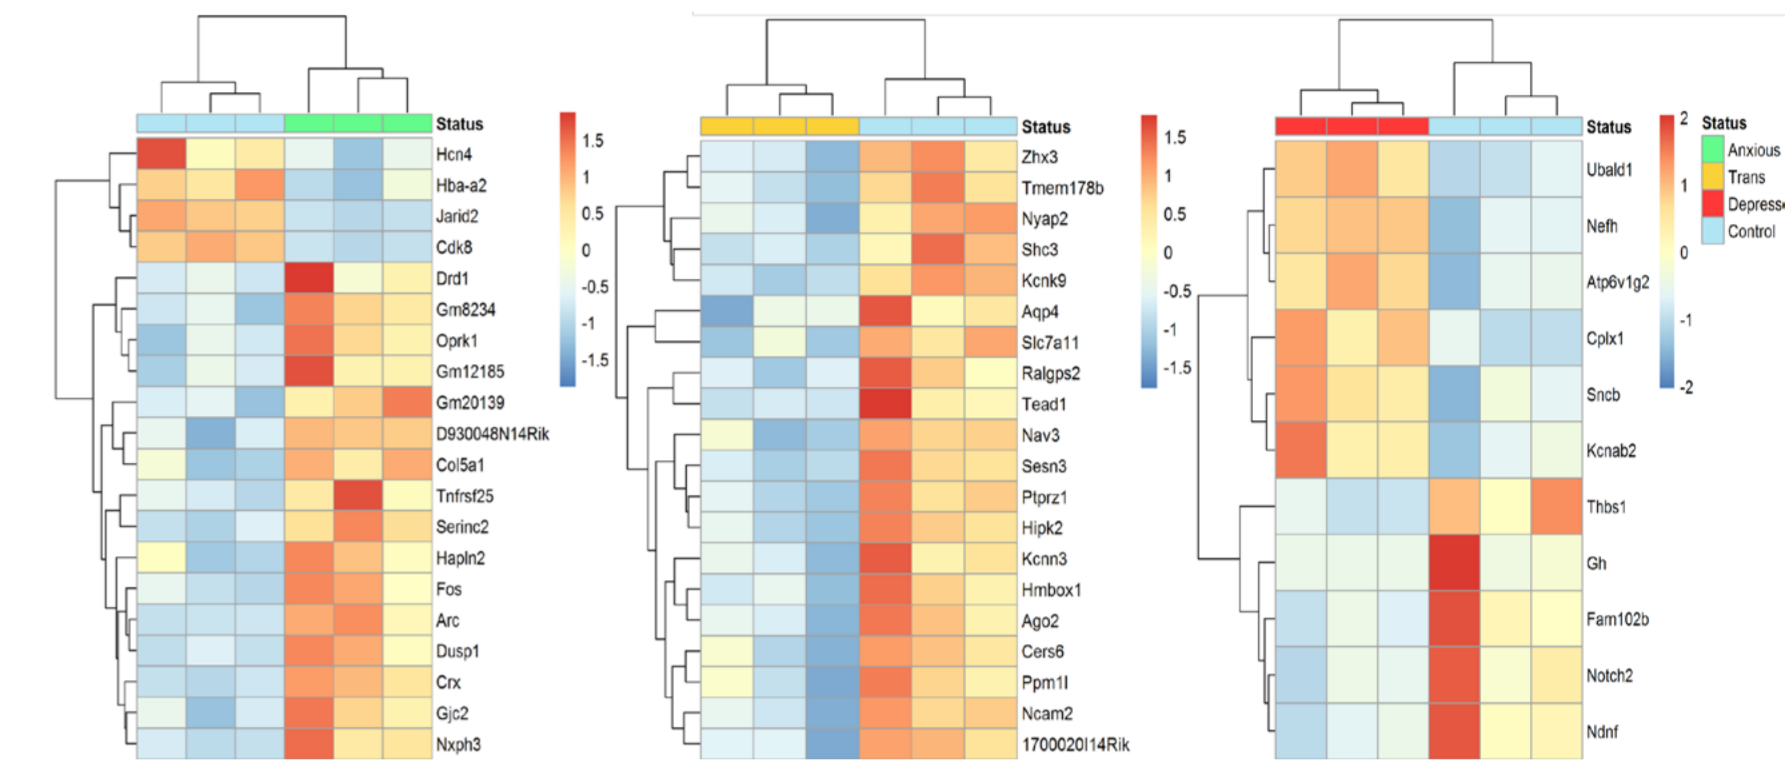 Status
Hcn4
Hba-a2
Jarid2
Cdk8
Drd1
Gm8234
Oprk1
Gm12185
Gm20139
D930048N14Rik
Col5a1
Tnfrsf25
Serinc2
Hapln2
Fos
Arc
Dusp1
Crx
Gjc2
Nxph3
1.5
1
0.5
0
-0.5
-1
-1.5
Status
Zhx3
Tmem178b
Nyap2
Shc3
Kcnk9
Aqp4
Slc7a11
Ralgps2
Tead1
Nav3
Sesn3
Ptprz1
Hipk2
Kcnn3
Hmbox1
Ago2
Cers6
Ppm1l
Ncam2
1700020I14Rik
1.5
1
0.5
0
-0.5
-1
-1.5
Status
Ubald1
Nefh
Atp6v1g2
Cplx1
Sncb
Kcnab2
Thbs1
Gh
Fam102b
Notch2
Ndnf
2
1
0
-1
-2
Status
Anxious
Trans
Depress
Control